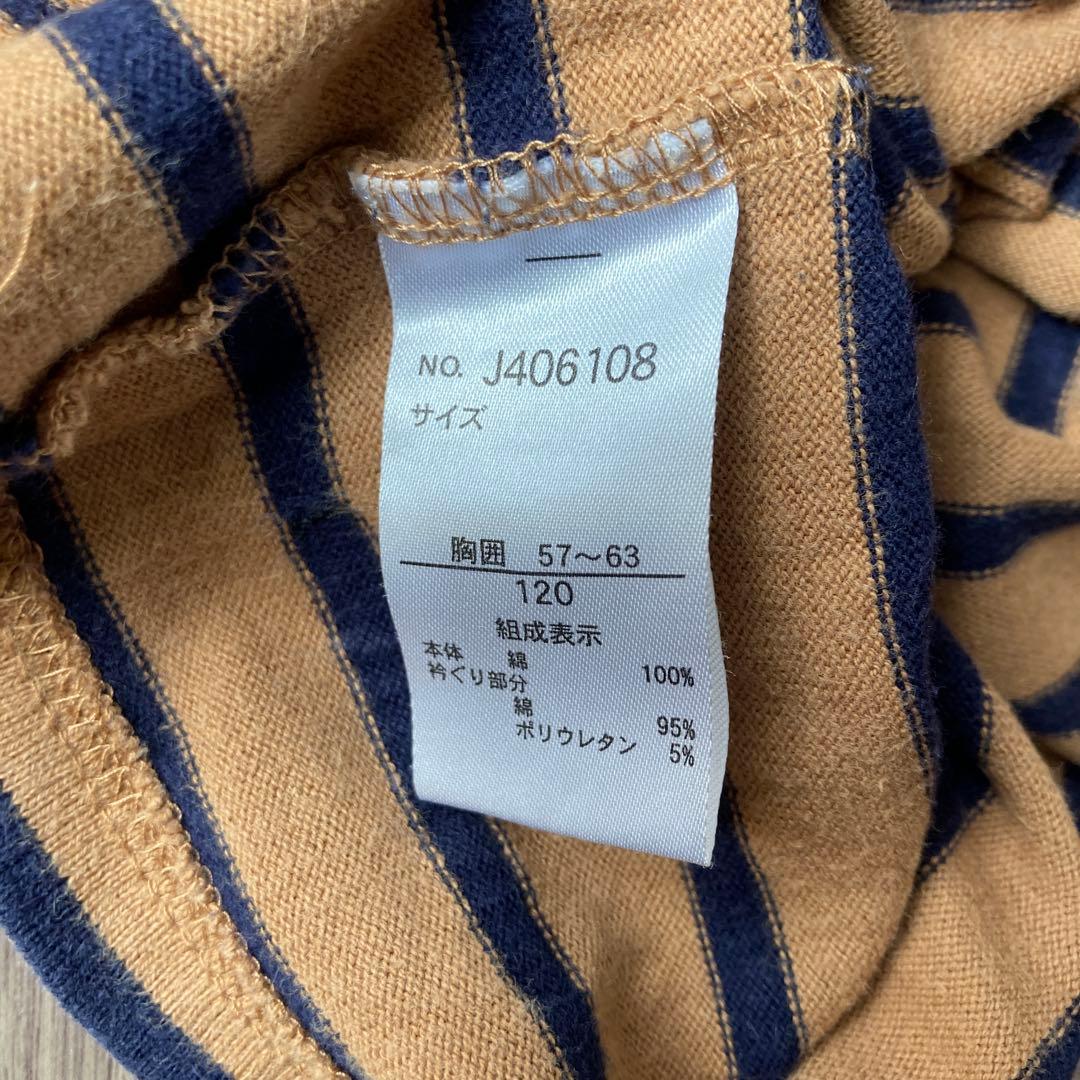 NO. J406108
サイズ
胸囲 57～63
120
組成表示
本体 綿 100%
衿ぐり部分
綿 95%
ポリウレタン 5%